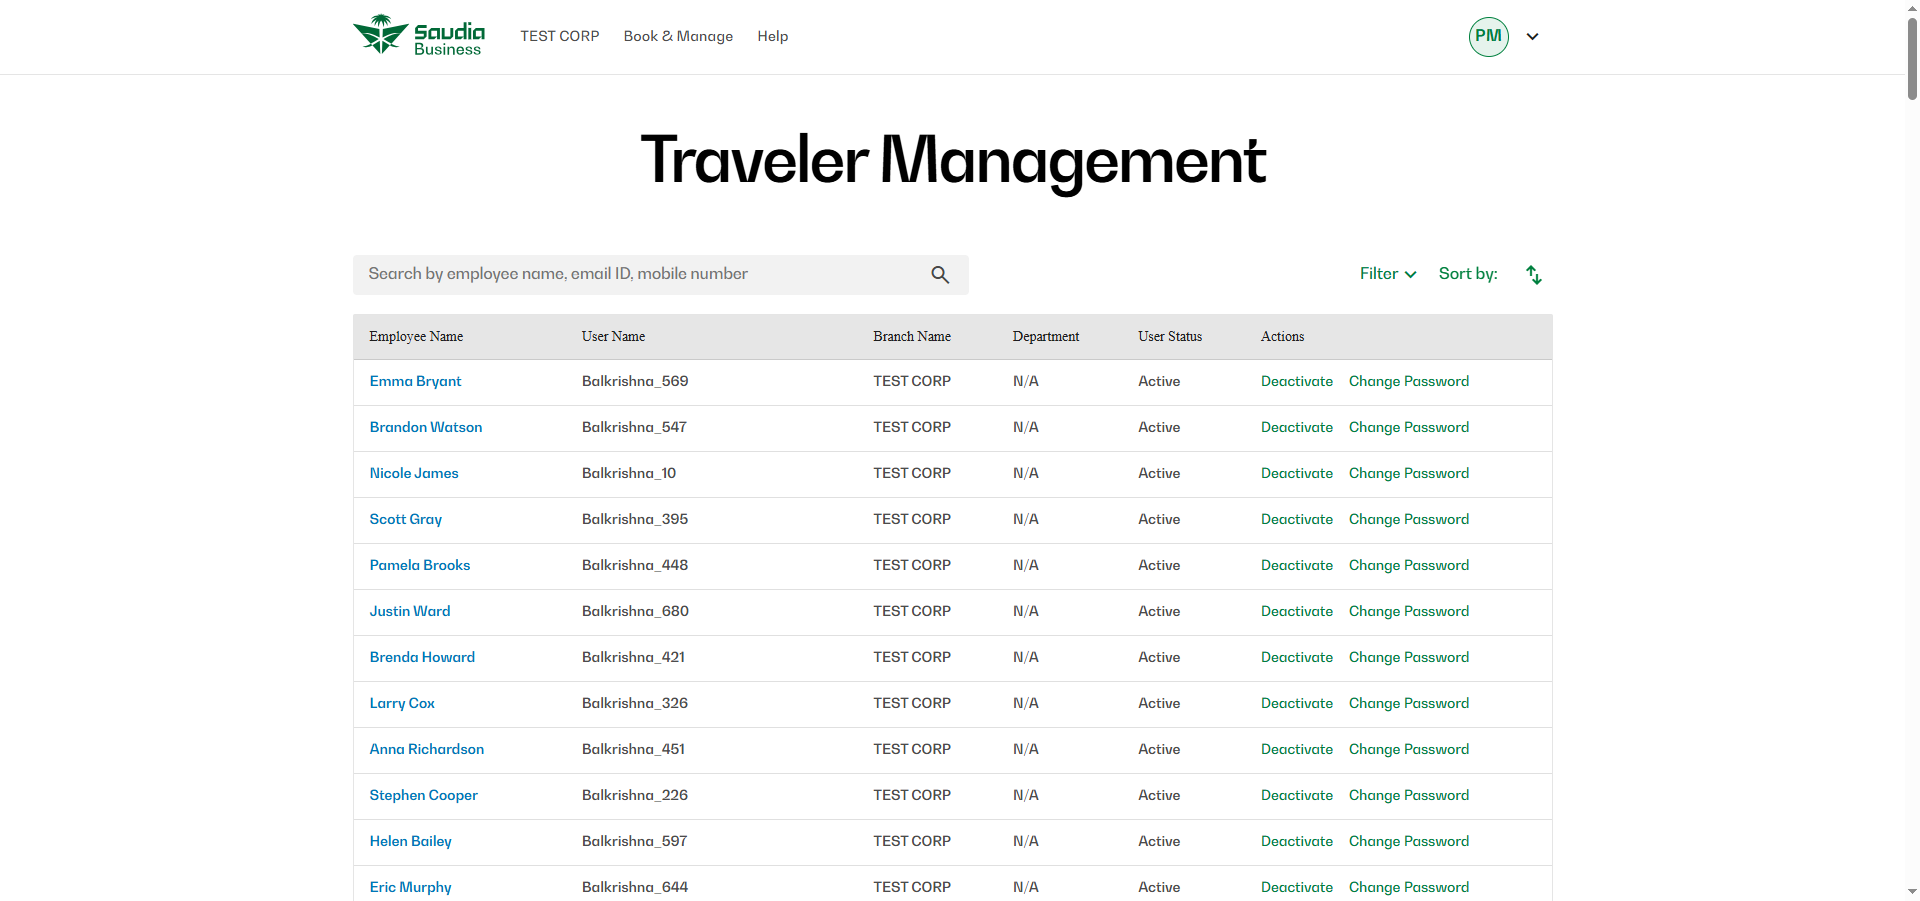 Saudia Business TEST CORP Book & Manage Help PM
Traveler Management
Search by employee name, email ID, mobile number Filter Sort by:
Employee Name User Name Branch Name Department User Status Actions
Emma Bryant Balkrishna_569 TEST CORP N/A Active Deactivate Change Password
Brandon Watson Balkrishna_547 TEST CORP N/A Active Deactivate Change Password
Nicole James Balkrishna_10 TEST CORP N/A Active Deactivate Change Password
Scott Gray Balkrishna_395 TEST CORP N/A Active Deactivate Change Password
Pamela Brooks Balkrishna_448 TEST CORP N/A Active Deactivate Change Password
Justin Ward Balkrishna_680 TEST CORP N/A Active Deactivate Change Password
Brenda Howard Balkrishna_421 TEST CORP N/A Active Deactivate Change Password
Larry Cox Balkrishna_326 TEST CORP N/A Active Deactivate Change Password
Anna Richardson Balkrishna_451 TEST CORP N/A Active Deactivate Change Password
Stephen Cooper Balkrishna_226 TEST CORP N/A Active Deactivate Change Password
Helen Bailey Balkrishna_597 TEST CORP N/A Active Deactivate Change Password
Eric Murphy Balkrishna_644 TEST CORP N/A Active Deactivate Change Password